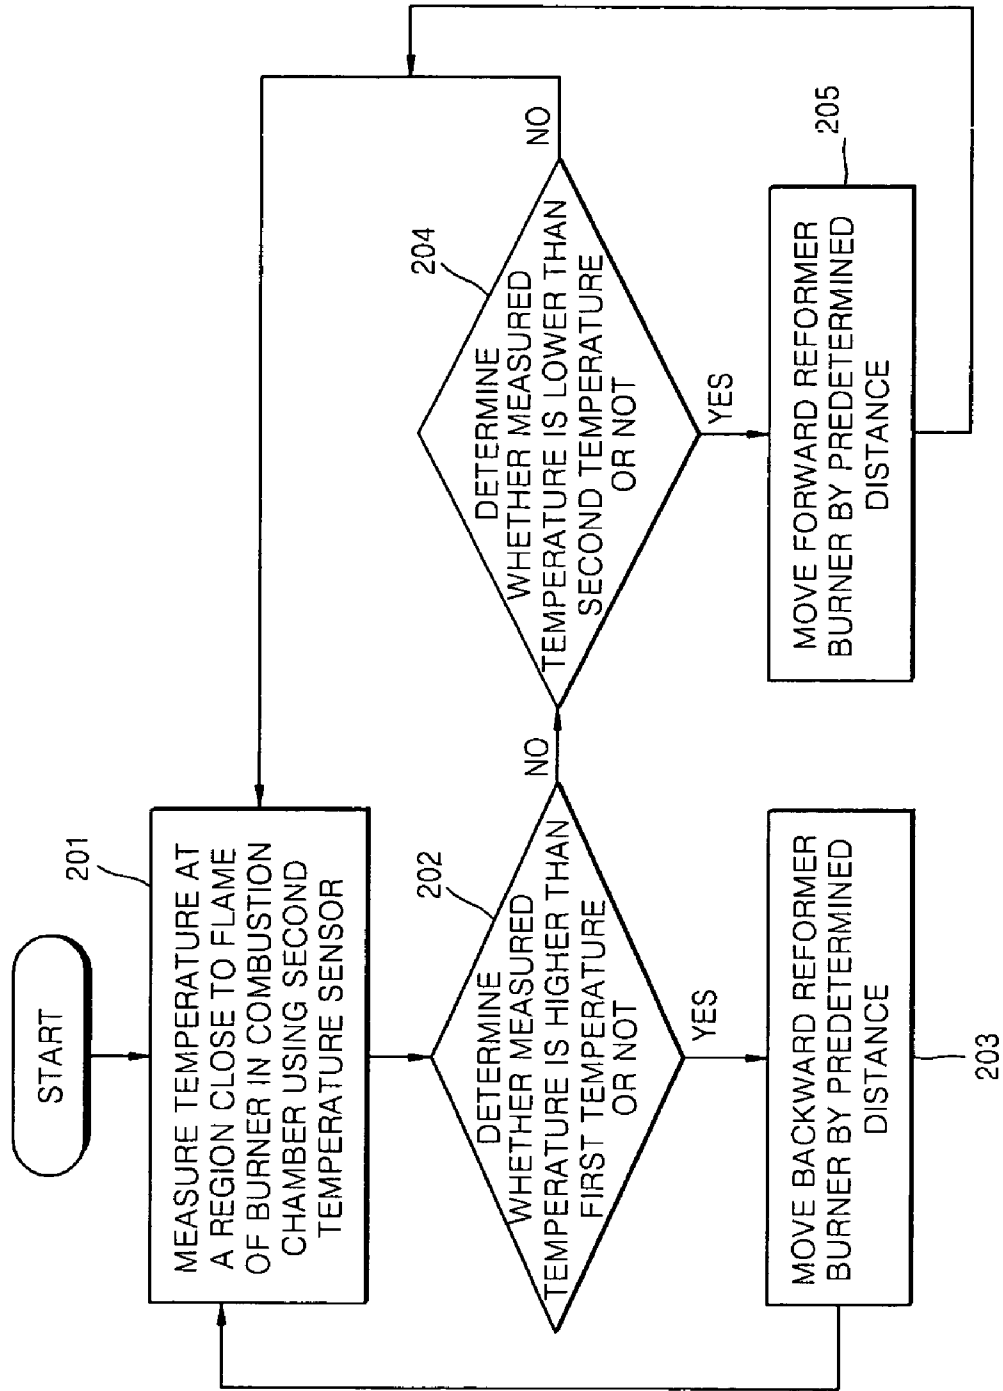 START
201
MEASURE TEMPERATURE AT
A REGION CLOSE TO FLAME
OF BURNER IN COMBUSTION
CHAMBER USING SECOND
TEMPERATURE SENSOR
202
DETERMINE
WHETHER MEASURED
TEMPERATURE IS HIGHER THAN
FIRST TEMPERATURE
OR NOT
NO
YES
MOVE BACKWARD REFORMER
BURNER BY PREDETERMINED
DISTANCE
203
204
DETERMINE
WHETHER MEASURED
TEMPERATURE IS LOWER THAN
SECOND TEMPERATURE
OR NOT
NO
YES
205
MOVE FORWARD REFORMER
BURNER BY PREDETERMINED
DISTANCE